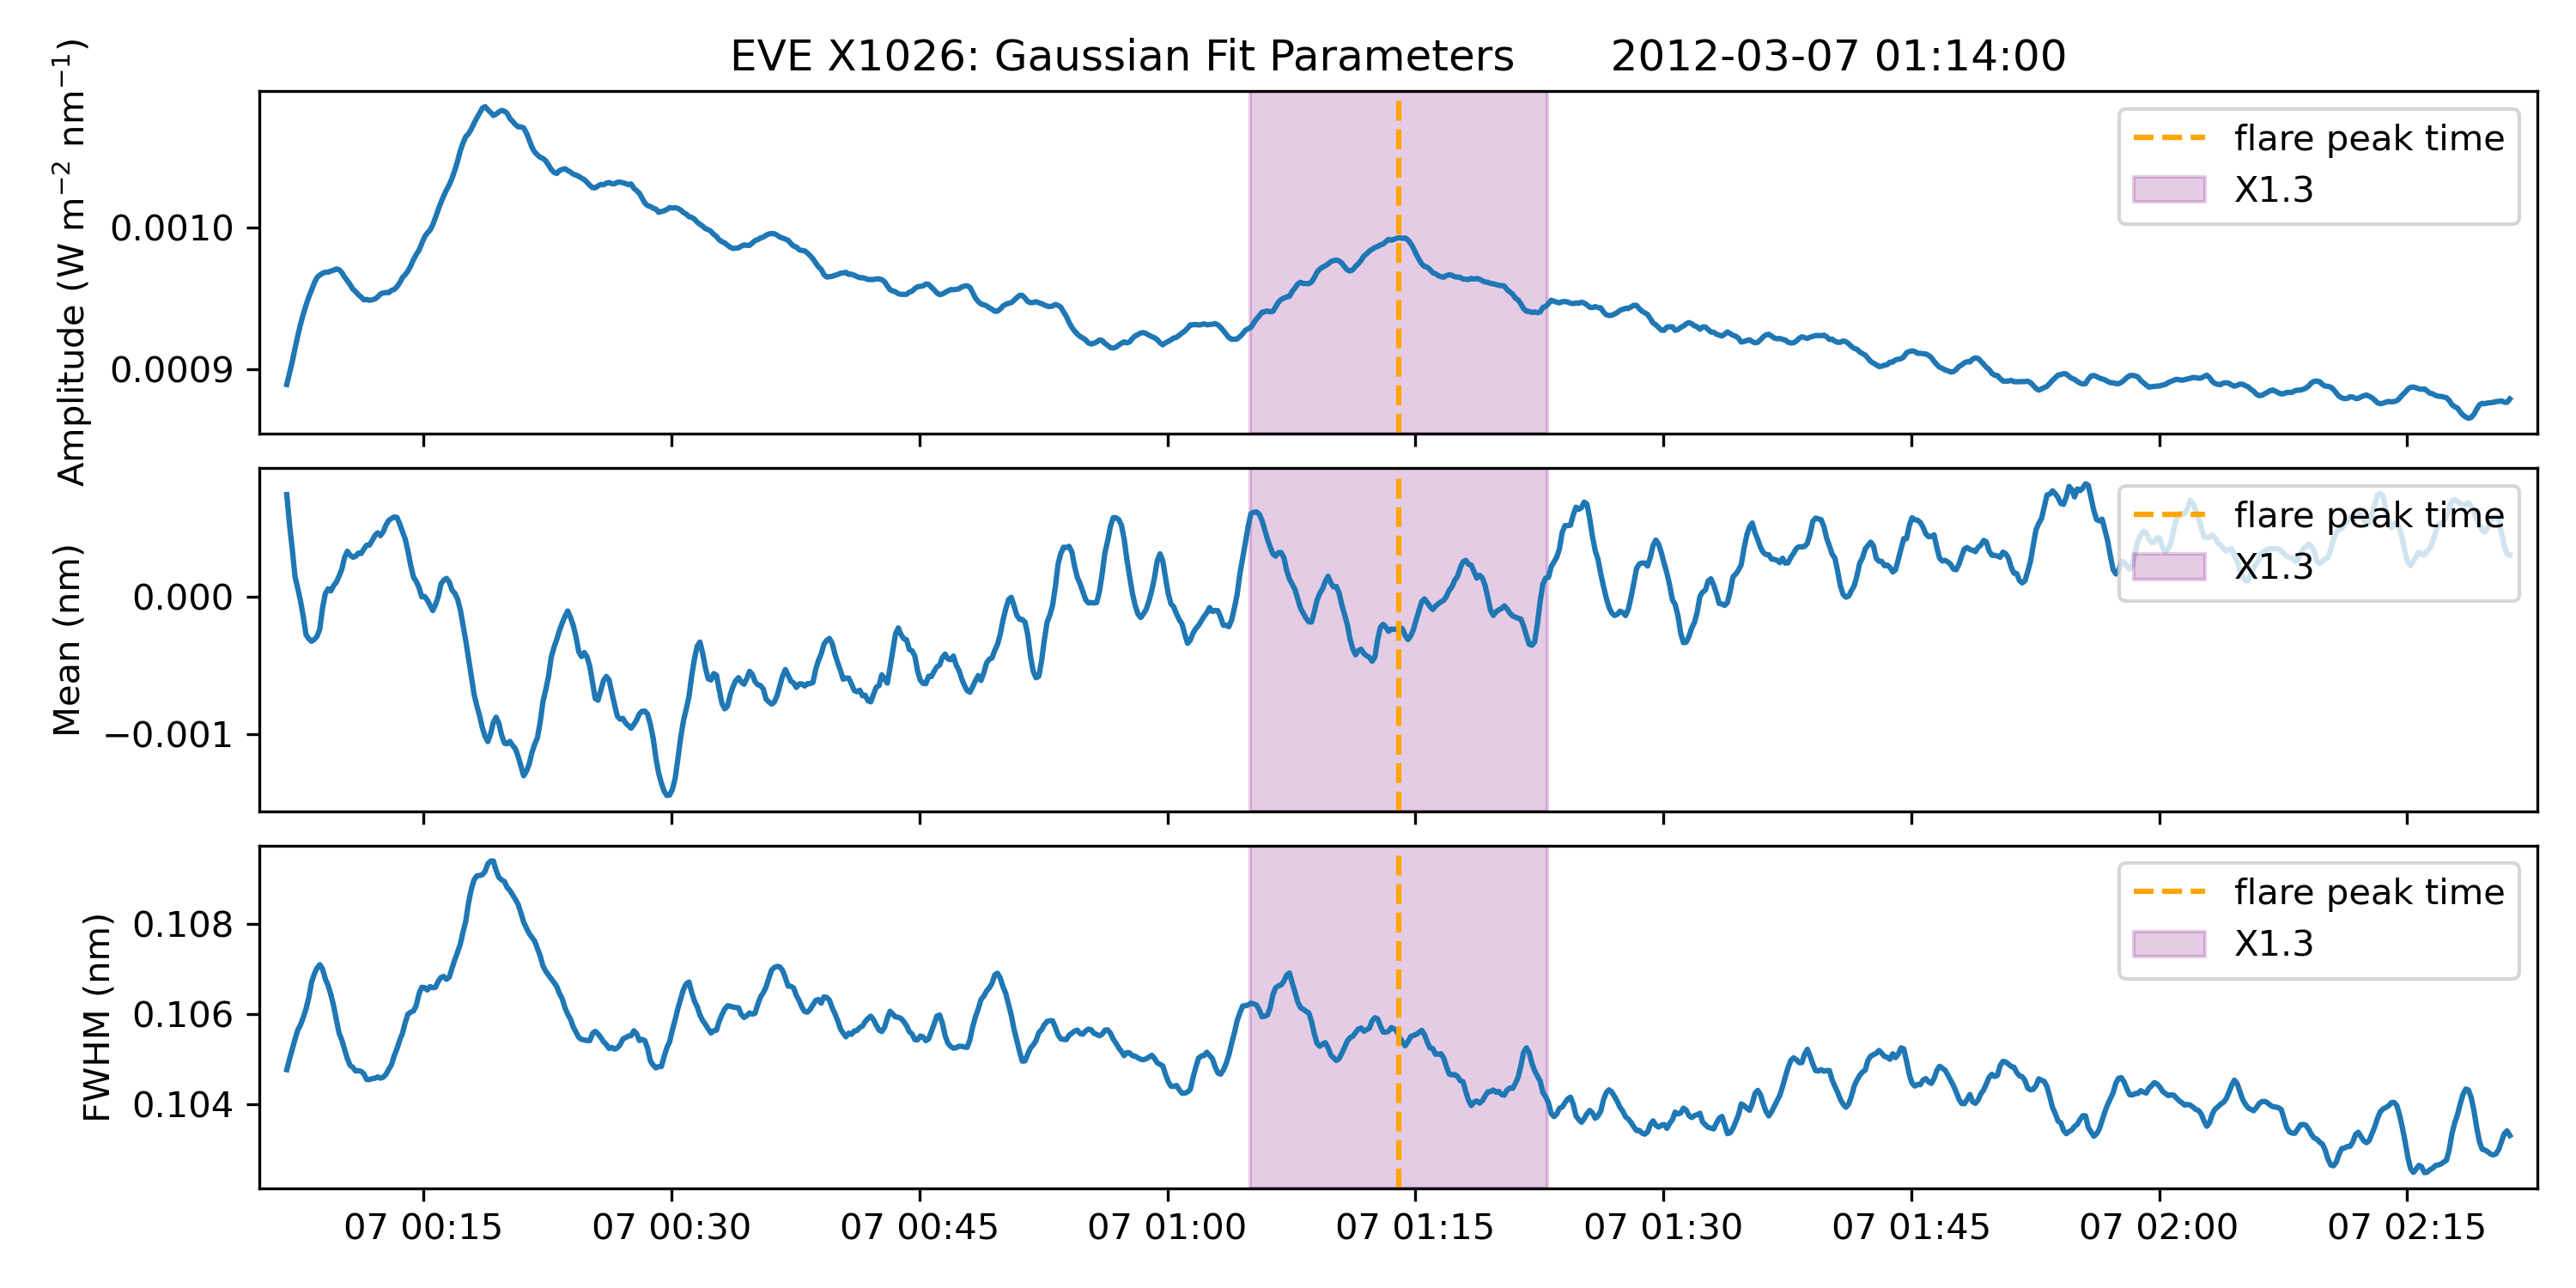 EVE X1026: Gaussian Fit Parameters 2012-03-07 01:14:00
Amplitude (W m⁻² nm⁻¹)
0.0010
0.0009
flare peak time
X1.3
Mean (nm)
0.000
−0.001
flare peak time
X1.3
FWHM (nm)
0.108
0.106
0.104
flare peak time
X1.3
07 00:15 07 00:30 07 00:45 07 01:00 07 01:15 07 01:30 07 01:45 07 02:00 07 02:15